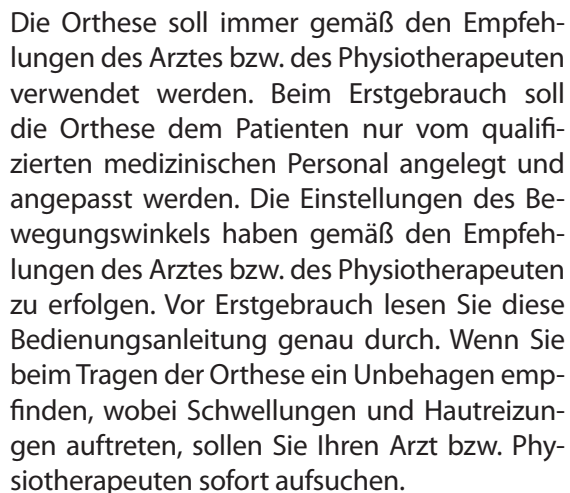 Die Orthese soll immer gemäß den Empfeh-
lungen des Arztes bzw. des Physiotherapeuten
verwendet werden. Beim Erstgebrauch soll
die Orthese dem Patienten nur vom qualifi-
zierten medizinischen Personal angelegt und
angepasst werden. Die Einstellungen des Be-
wegungswinkels haben gemäß den Empfeh-
lungen des Arztes bzw. des Physiotherapeuten
zu erfolgen. Vor Erstgebrauch lesen Sie diese
Bedienungsanleitung genau durch. Wenn Sie
beim Tragen der Orthese ein Unbehagen emp-
finden, wobei Schwellungen und Hautreizun-
gen auftreten, sollen Sie Ihren Arzt bzw. Phy-
siotherapeuten sofort aufsuchen.